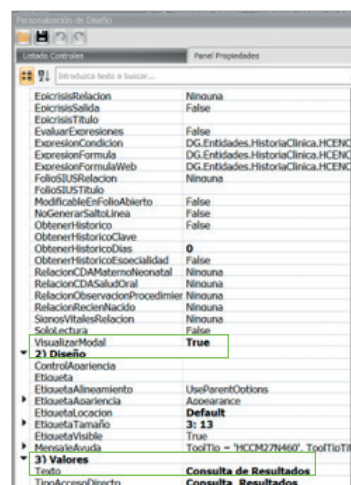 Personalización de Diseño
Listado Controles Panel Propiedades
Introduzca texto a buscar...
EpicrisisRelacion Ninguna
EpicrisisSalida False
EpicrisisTitulo
EvaluarExpresiones False
ExpresionCondicion DG.Entidades.HistoriaClinica.HCENC
ExpresionFormula DG.Entidades.HistoriaClinica.HCENC
ExpresionFormulaWeb DG.Entidades.HistoriaClinica.HCENC
FolioSIUSRelacion Ninguna
FolioSIUSTitulo
ModificableEnFolioAbierto False
NoGenerarSaltoLinea False
ObtenerHistorico False
ObtenerHistoricoClave
ObtenerHistoricoDias 0
ObtenerHistoricoEspecialidad False
RelacionCDAMaternoNeonatal Ninguna
RelacionCDASaludOral Ninguna
RelacionObservacionProcedimier Ninguna
RelacionRecienNacido Ninguna
SignosVitalesRelacion Ninguna
SoloLectura False
VisualizarModal True
2) Diseño
ControlApariencia
Etiqueta
EtiquetaAlineamiento UseParentOptions
EtiquetaApariencia Appearance
EtiquetaLocacion Default
EtiquetaTamaño 3; 13
EtiquetaVisible True
MensajeAyuda ToolTip = 'HCCM27N460', ToolTipTit
3) Valores
Texto Consulta de Resultados
TipoAccesoDirecto Consulta_Resultados